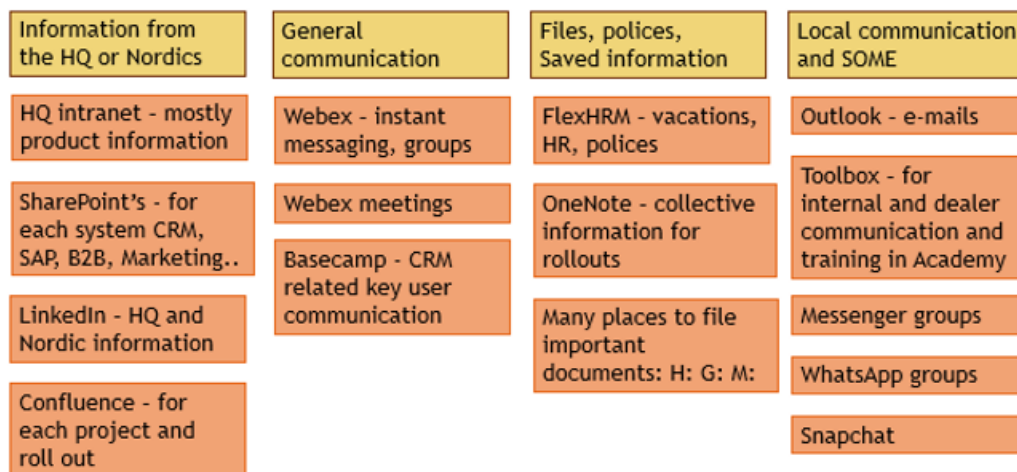 Information from
the HQ or Nordics
HQ intranet - mostly
product information
SharePoint's - for
each system CRM,
SAP, B2B, Marketing..
LinkedIn - HQ and
Nordic information
Confluence - for
each project and
roll out
General
communication
Webex - instant
messaging, groups
Webex meetings
Basecamp - CRM
related key user
communication
Files, polices,
Saved information
FlexHRM - vacations,
HR, polices
OneNote - collective
information for
rollouts
Many places to file
important
documents: H: G: M:
Local communication
and SOME
Outlook - e-mails
Toolbox - for
internal and dealer
communication and
training in Academy
Messenger groups
WhatsApp groups
Snapchat